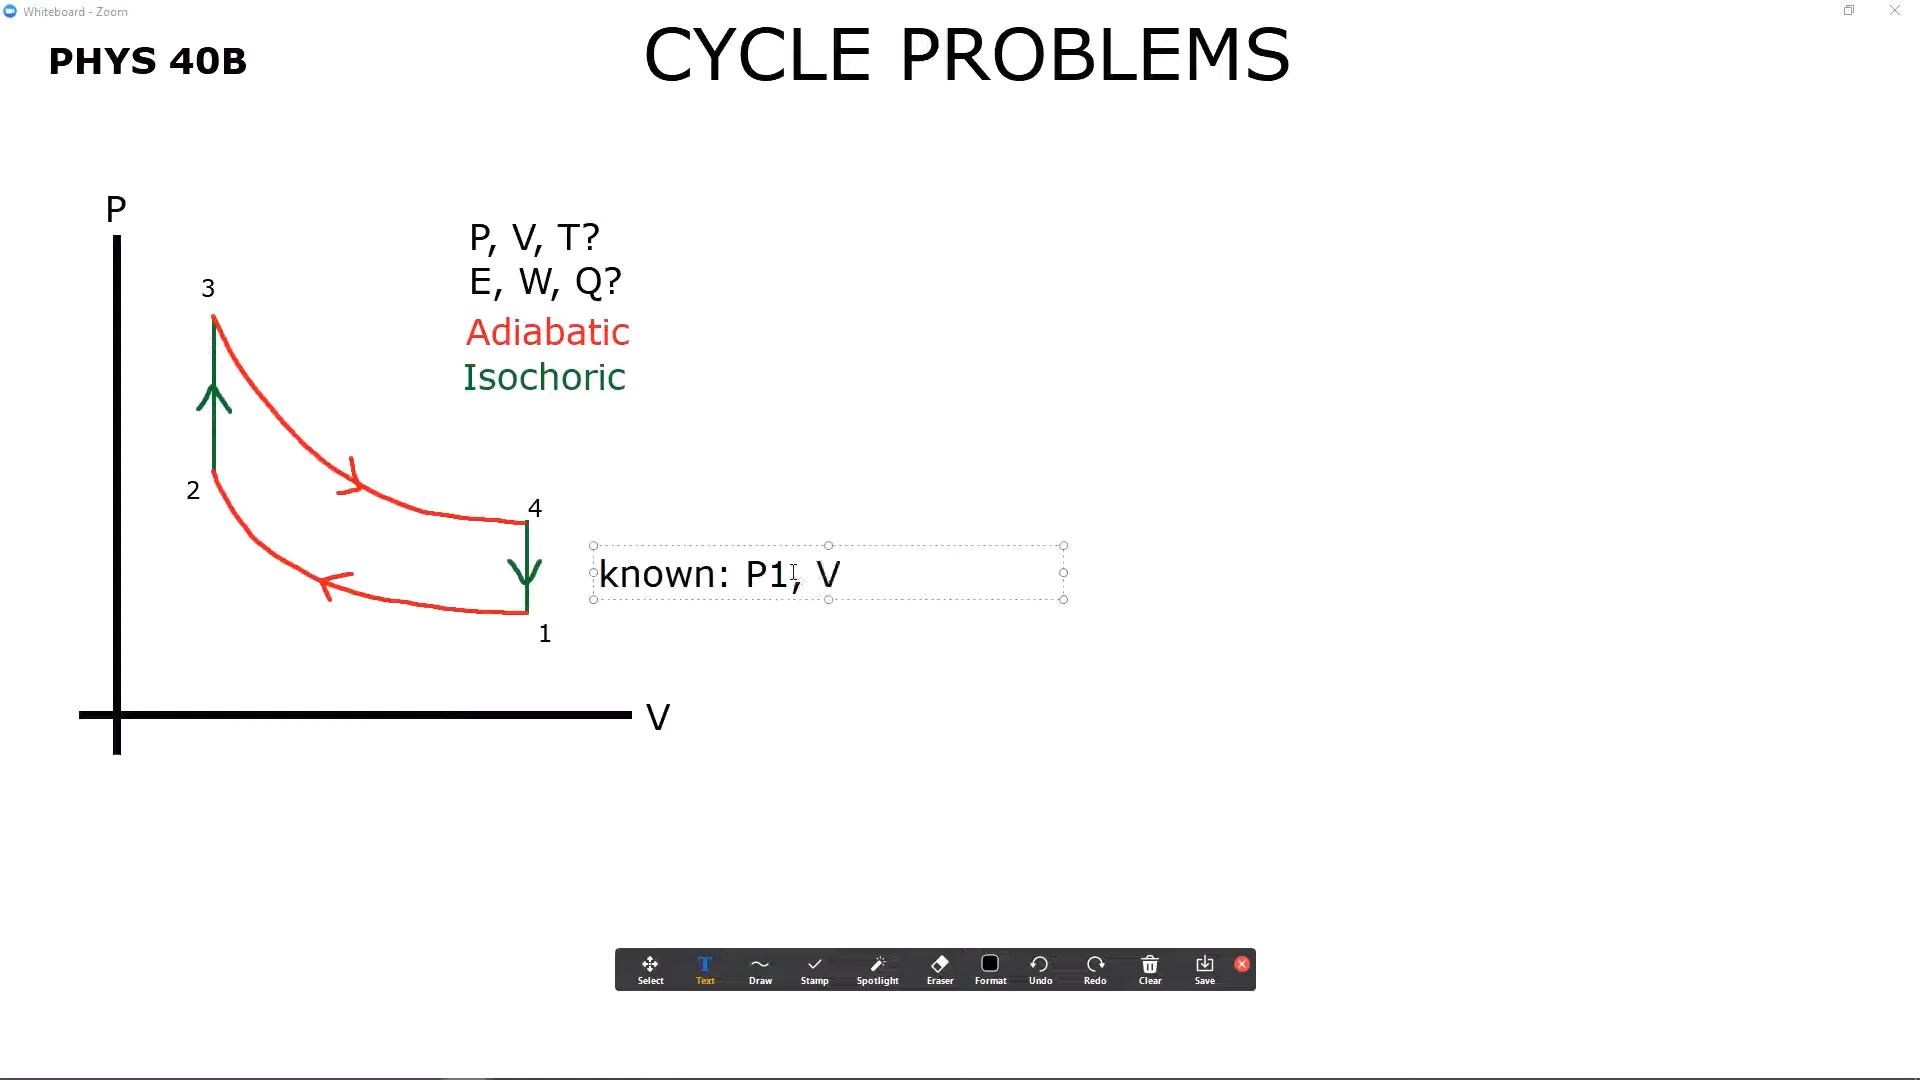 Whiteboard - Zoom
PHYS 40B
CYCLE PROBLEMS
P
P, V, T?
E, W, Q?
3
Adiabatic
Isochoric
2
4
known: P1, V
1
V
Select
Text
Draw
Stamp
Spotlight
Eraser
Format
Undo
Redo
Clear
Save